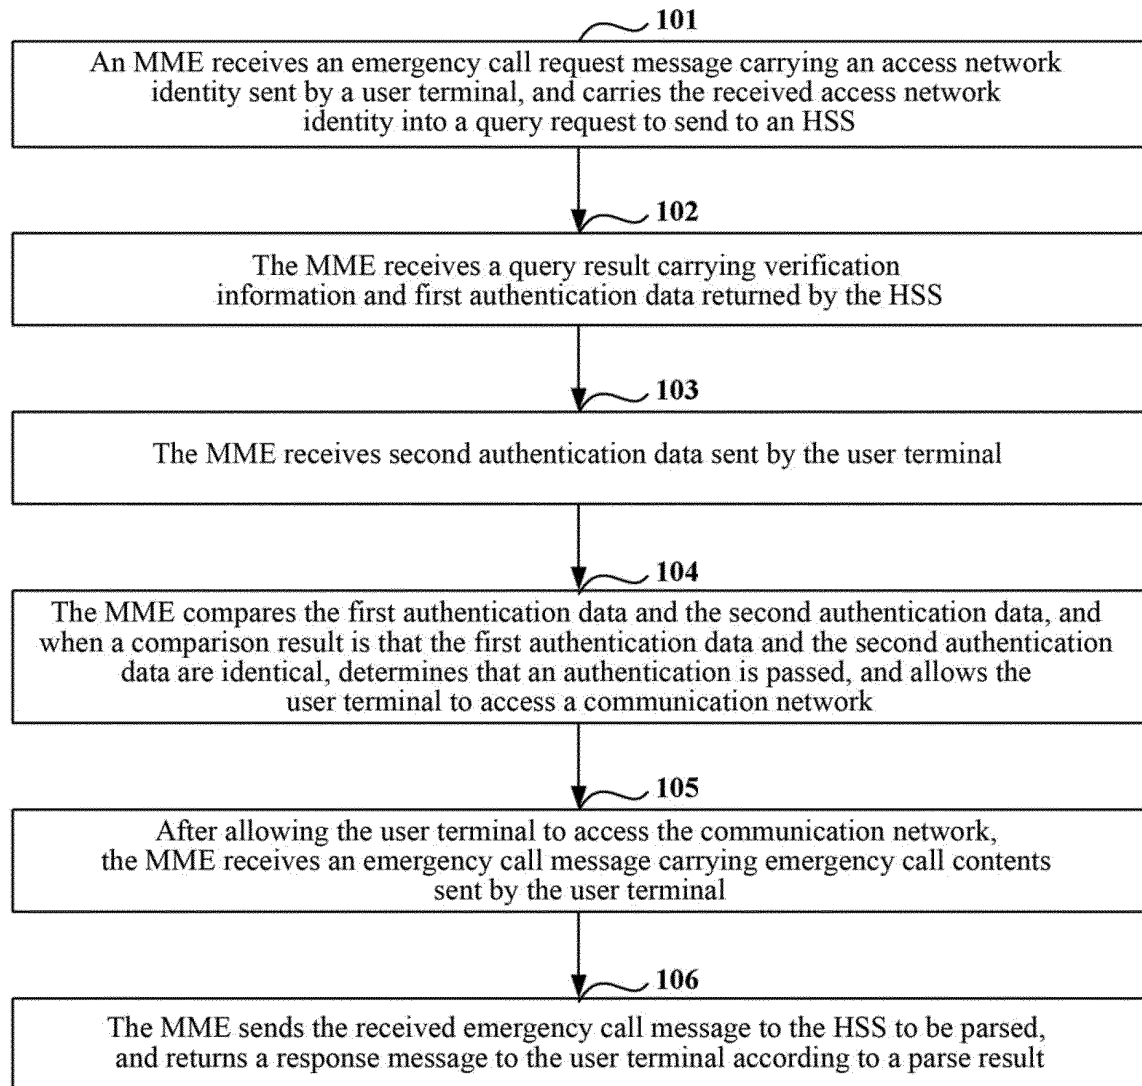 101
An MME receives an emergency call request message carrying an access network
identity sent by a user terminal, and carries the received access network
identity into a query request to send to an HSS
102
The MME receives a query result carrying verification
information and first authentication data returned by the HSS
103
The MME receives second authentication data sent by the user terminal
104
The MME compares the first authentication data and the second authentication data, and
when a comparison result is that the first authentication data and the second authentication
data are identical, determines that an authentication is passed, and allows the
user terminal to access a communication network
105
After allowing the user terminal to access the communication network,
the MME receives an emergency call message carrying emergency call contents
sent by the user terminal
106
The MME sends the received emergency call message to the HSS to be parsed,
and returns a response message to the user terminal according to a parse result